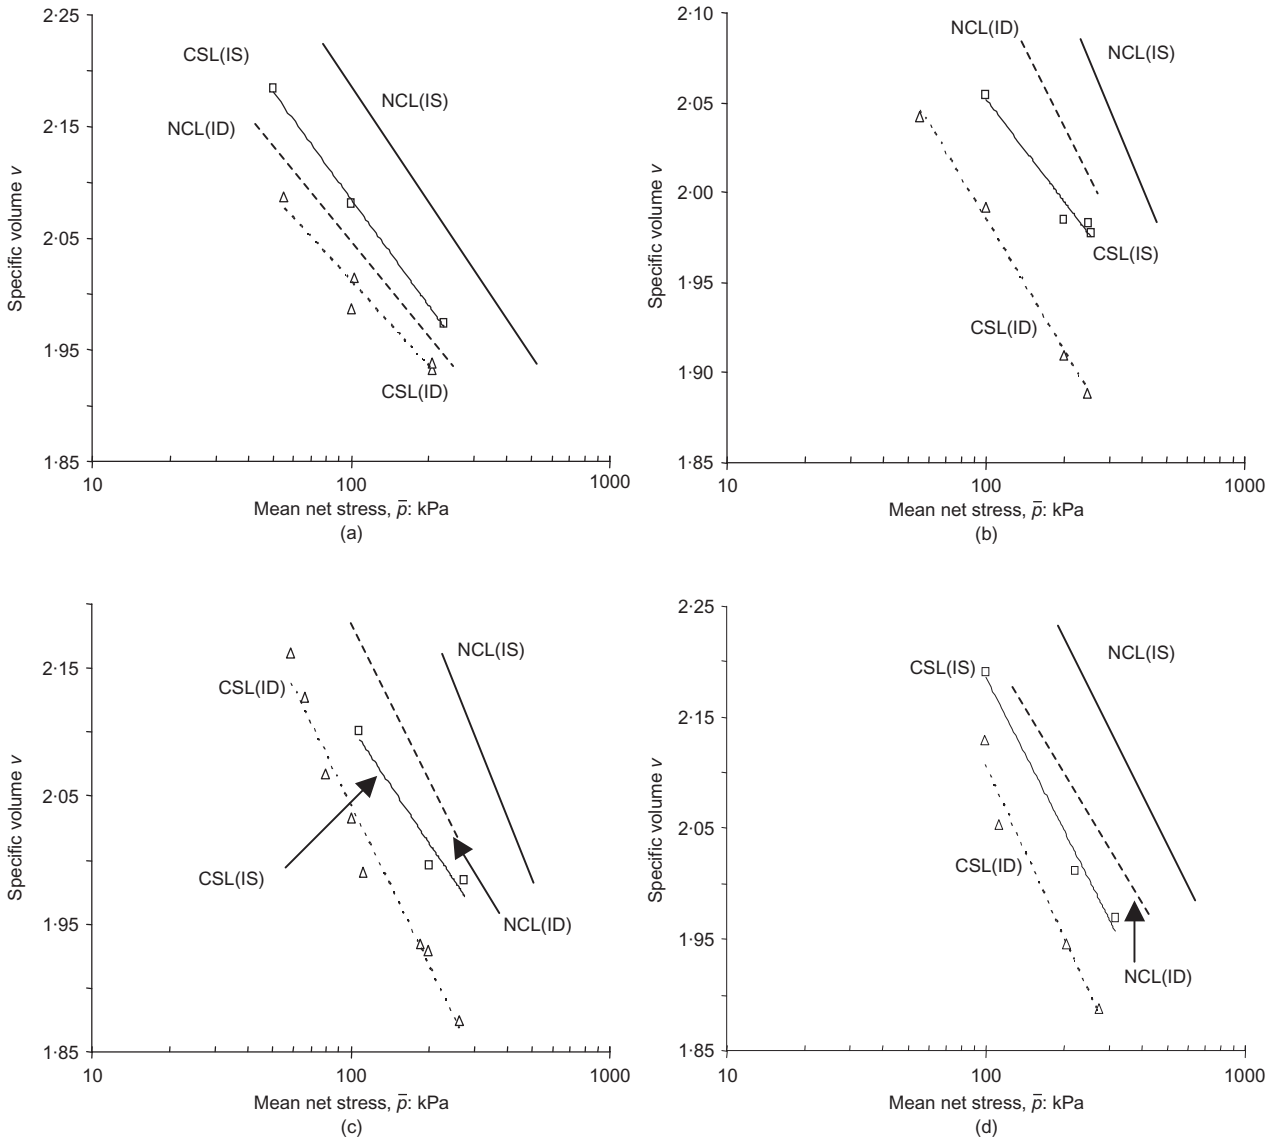 2·25
2·15
2·05
1·95
1·85
Specific volume v
CSL(IS)
NCL(IS)
NCL(ID)
CSL(ID)
10
100
1000
Mean net stress, p̄: kPa
(a)
2·10
2·05
2·00
1·95
1·90
1·85
Specific volume v
NCL(ID)
NCL(IS)
CSL(IS)
CSL(ID)
10
100
1000
Mean net stress, p̄: kPa
(b)
2·15
2·05
1·95
1·85
Specific volume v
NCL(IS)
CSL(ID)
CSL(IS)
NCL(ID)
10
100
1000
Mean net stress, p̄: kPa
(c)
2·25
2·15
2·05
1·95
1·85
Specific volume v
NCL(IS)
CSL(IS)
CSL(ID)
NCL(ID)
10
100
1000
Mean net stress, p̄: kPa
(d)